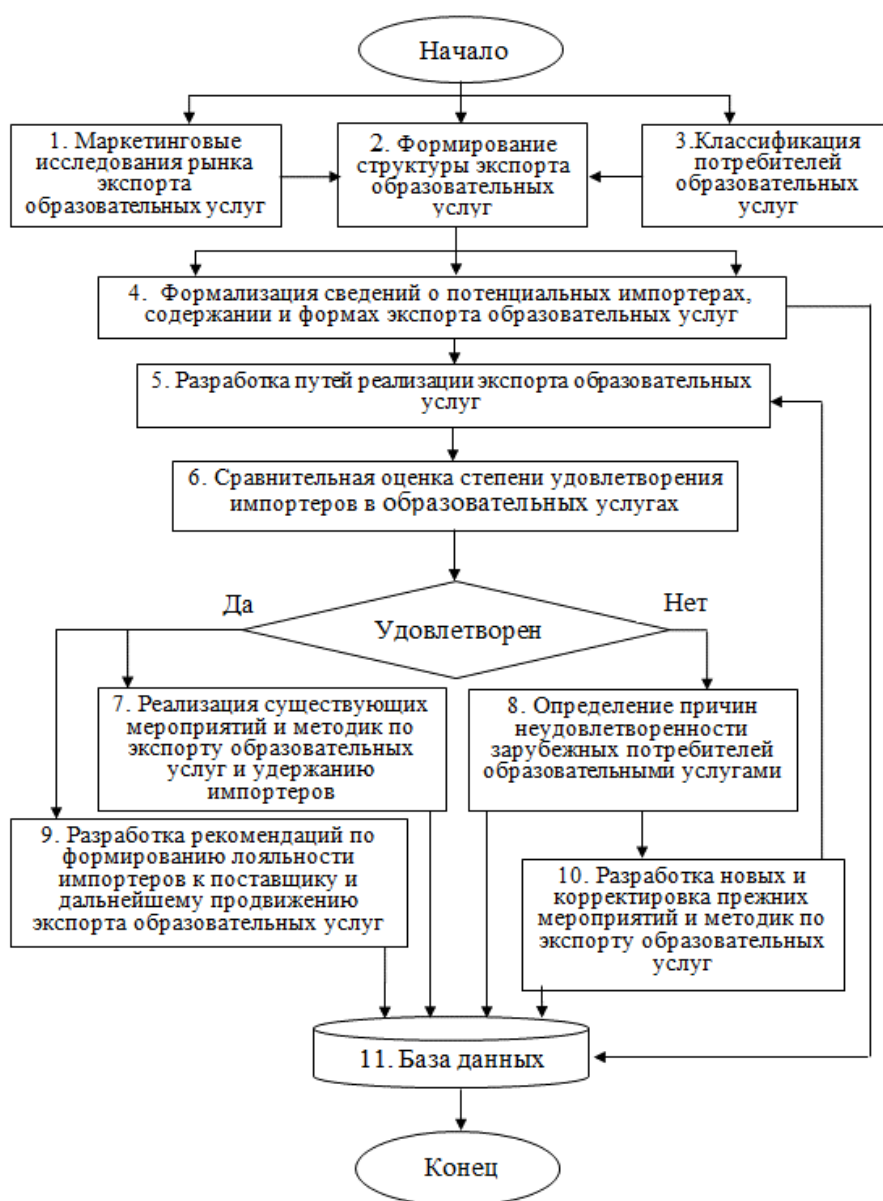 Начало
1. Маркетинговые
исследования рынка
экспорта
образовательных услуг
2. Формирование
структуры экспорта
образовательных
услуг
3.Классификация
потребителей
образовательных
услуг
4. Формализация сведений о потенциальных импортерах,
содержании и формах экспорта образовательных услуг
5. Разработка путей реализации экспорта образовательных
услуг
6. Сравнительная оценка степени удовлетворения
импортеров в образовательных услугах
Да
Удовлетворен
Нет
7. Реализация существующих
мероприятий и методик по
экспорту образовательных
услуг и удержанию
импортеров
8. Определение причин
неудовлетворенности
зарубежных потребителей
образовательными услугами
9. Разработка рекомендаций по
формированию лояльности
импортеров к поставщику и
дальнейшему продвижению
экспорта образовательных услуг
10. Разработка новых и
корректировка прежних
мероприятий и методик по
экспорту образовательных
услуг
11. База данных
Конец